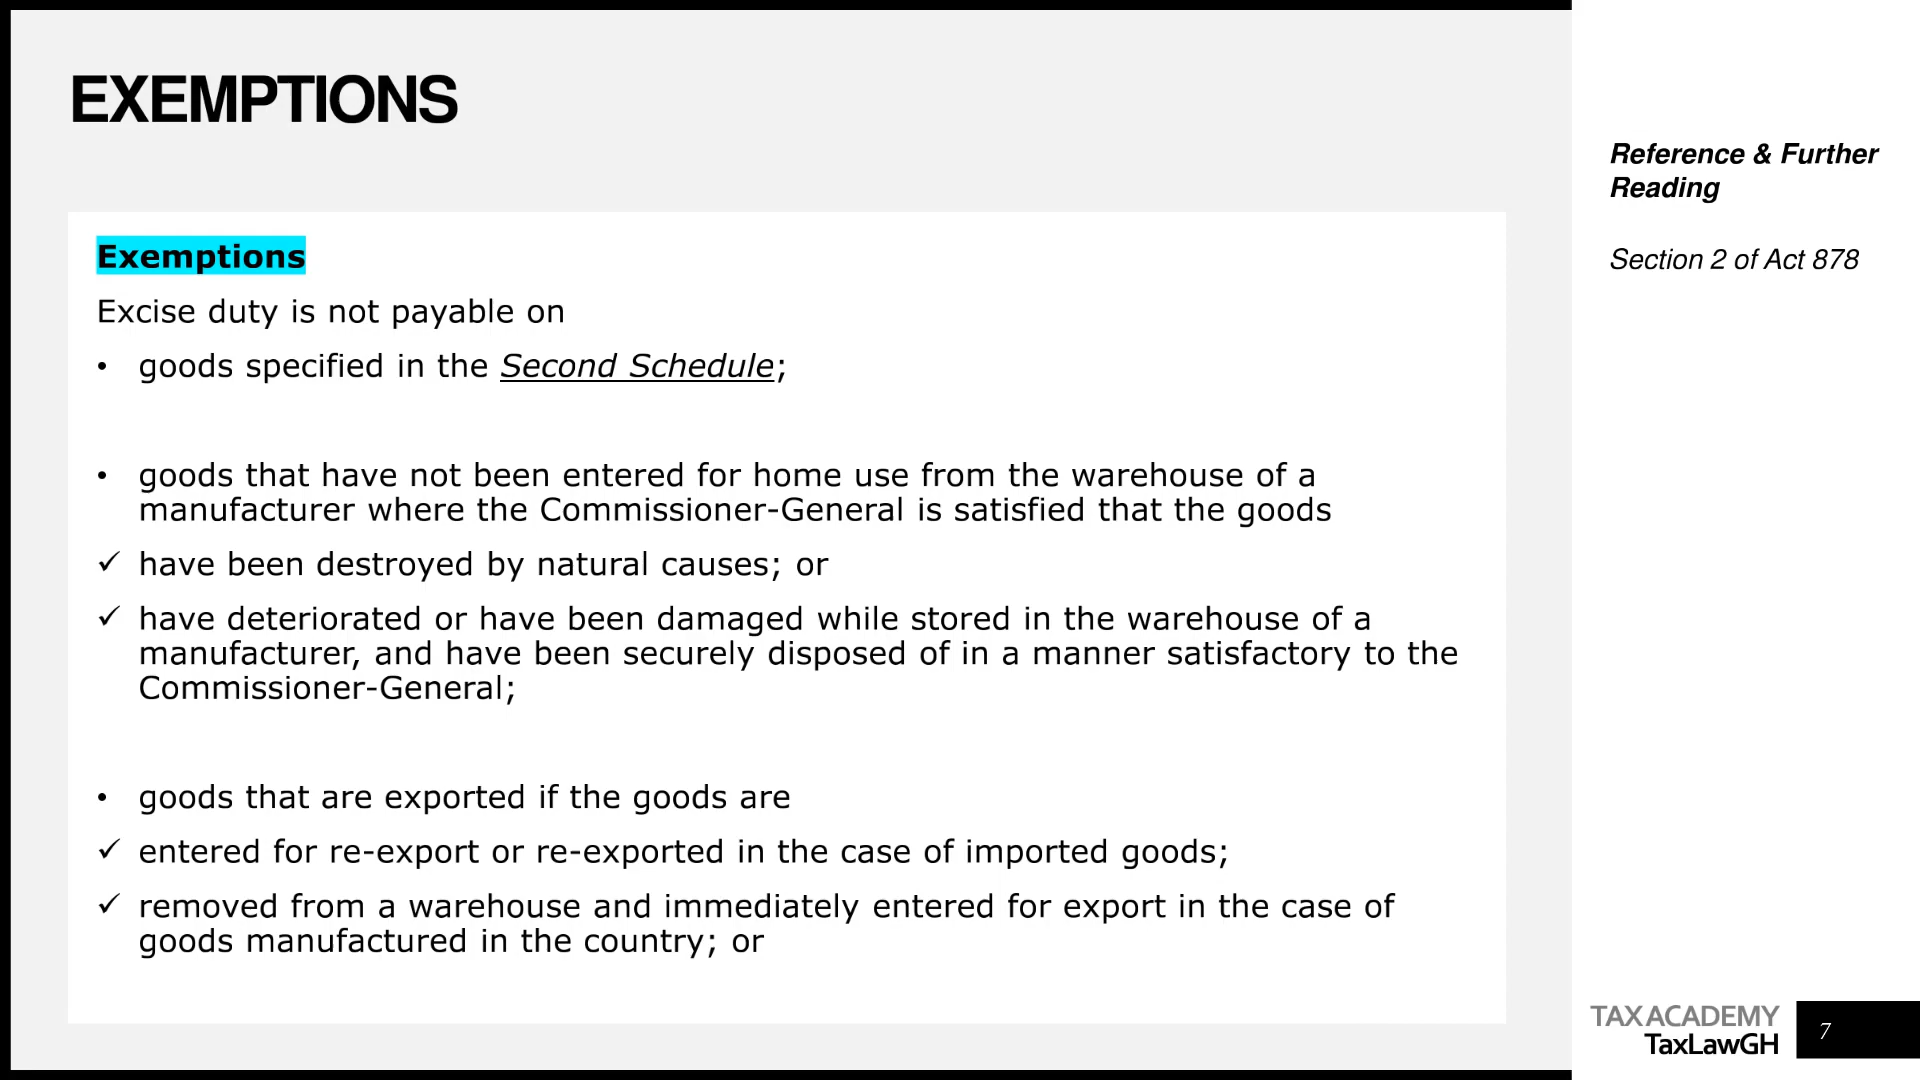 EXEMPTIONS
Exemptions
Excise duty is not payable on
• goods specified in the Second Schedule;
• goods that have not been entered for home use from the warehouse of a
manufacturer where the Commissioner-General is satisfied that the goods
✓ have been destroyed by natural causes; or
✓ have deteriorated or have been damaged while stored in the warehouse of a
manufacturer, and have been securely disposed of in a manner satisfactory to the
Commissioner-General;
• goods that are exported if the goods are
✓ entered for re-export or re-exported in the case of imported goods;
✓ removed from a warehouse and immediately entered for export in the case of
goods manufactured in the country; or
Reference & Further
Reading
Section 2 of Act 878
TAX ACADEMY
TaxLawGH
7